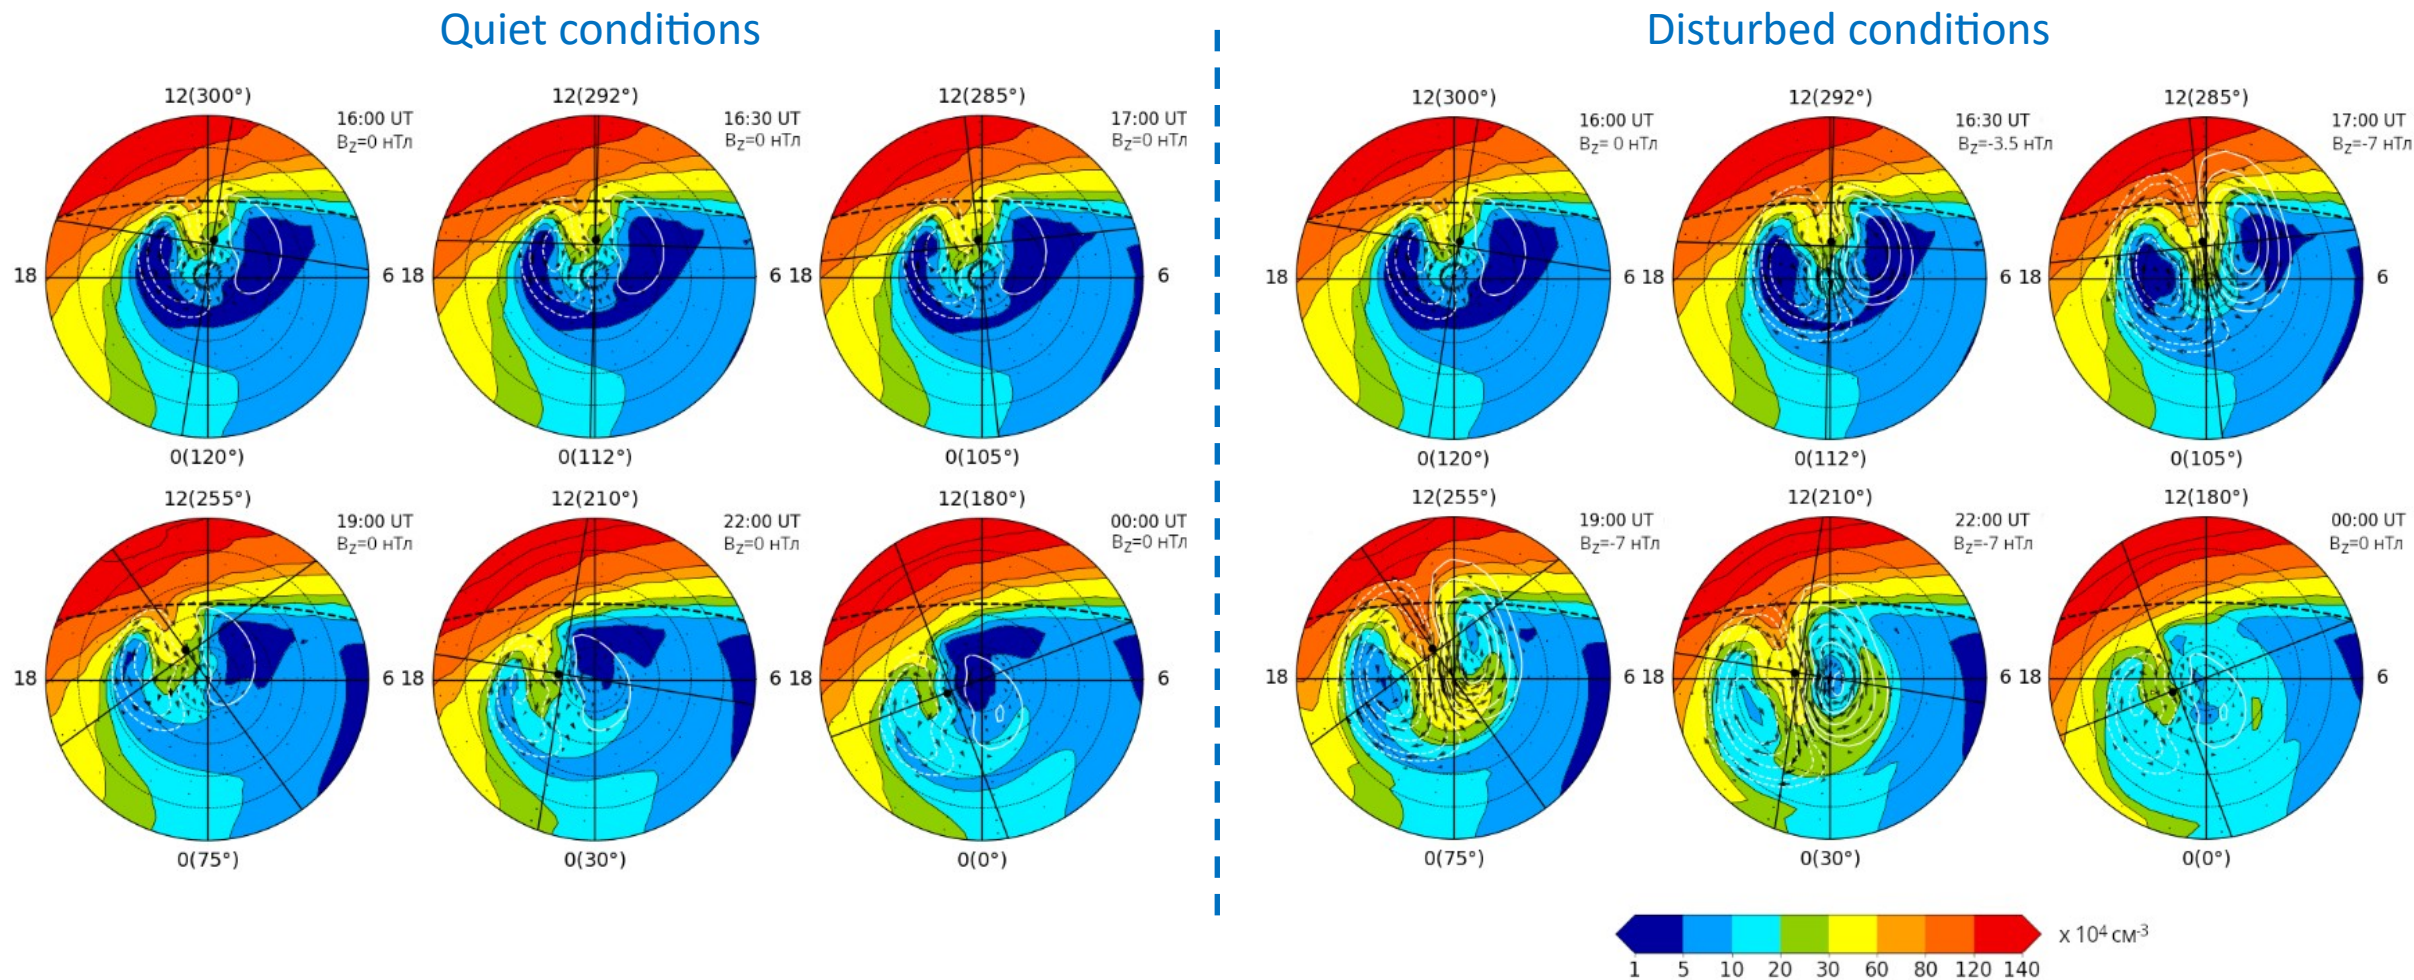 Quiet conditions
Disturbed conditions
12(300°)
16:00 UT
Bz=0 нТл
18
6
0(120°)
12(292°)
16:30 UT
Bz=0 нТл
18
6
0(112°)
12(285°)
17:00 UT
Bz=0 нТл
18
6
0(105°)
12(300°)
16:00 UT
Bz= 0 нТл
18
6
0(120°)
12(292°)
16:30 UT
Bz=-3.5 нТл
18
6
0(112°)
12(285°)
17:00 UT
Bz=-7 нТл
18
6
0(105°)
12(255°)
19:00 UT
Bz=0 нТл
18
6
0(75°)
12(210°)
22:00 UT
Bz=0 нТл
18
6
0(30°)
12(180°)
00:00 UT
Bz=0 нТл
18
6
0(0°)
12(255°)
19:00 UT
Bz=-7 нТл
18
6
0(75°)
12(210°)
22:00 UT
Bz=-7 нТл
18
6
0(30°)
12(180°)
00:00 UT
Bz=0 нТл
18
6
0(0°)
x 10⁴ см⁻³
1 5 10 20 30 60 80 120 140